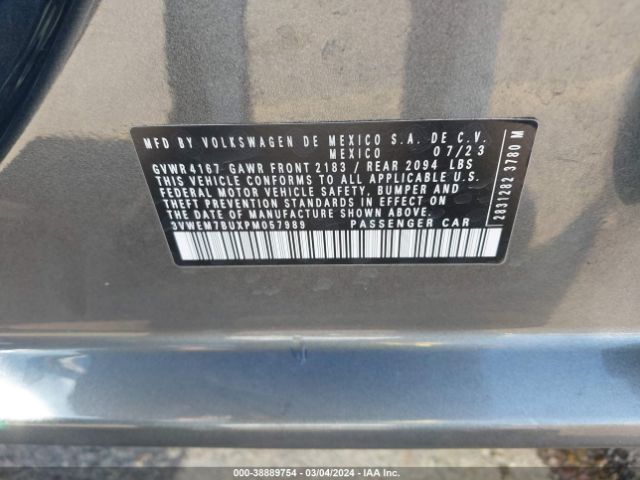 MFD BY VOLKSWAGEN DE MEXICO S.A. DE C.V.
MEXICO 07/23
GVWR 4167 GAWR FRONT 2183 / REAR 2094 LBS
THIS VEHICLE CONFORMS TO ALL APPLICABLE U.S.
FEDERAL MOTOR VEHICLE SAFETY, BUMPER AND
THEFT PREVENTION STANDARDS IN EFFECT ON
DATE OF MANUFACTURE SHOWN ABOVE.
3VWEM7BUXPM057989 PASSENGER CAR
2831282 3780 M
000-38889754 — 03/04/2024 — IAA Inc.